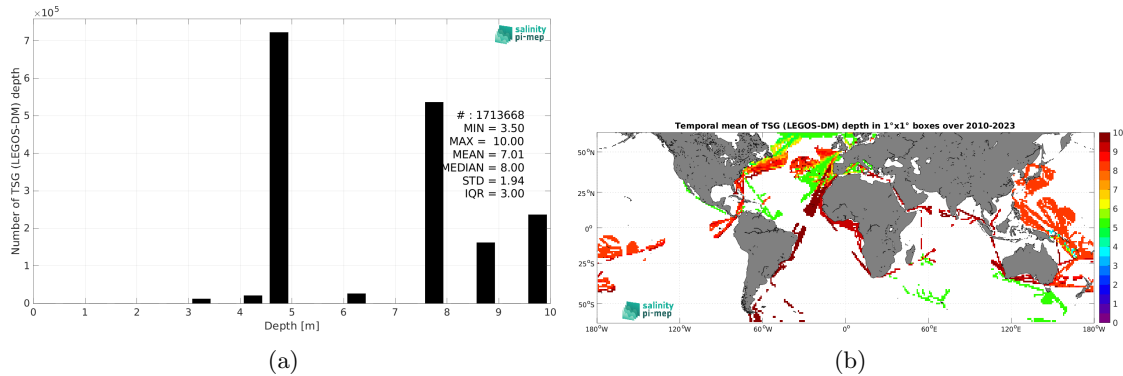 ×10⁵
7
6
5
4
3
2
1
0
Number of TSG (LEGOS-DM) depth
salinity
pi-mep
# : 1713668
MIN = 3.50
MAX = 10.00
MEAN = 7.01
MEDIAN = 8.00
STD = 1.94
IQR = 3.00
0 1 2 3 4 5 6 7 8 9 10
Depth [m]
(a)
Temporal mean of TSG (LEGOS-DM) depth in 1°x1° boxes over 2010-2023
50°N
25°N
0°
25°S
50°S
salinity
pi-mep
180°W 120°W 60°W 0° 60°E 120°E 180°W
10
9
8
7
6
5
4
3
2
1
0
(b)